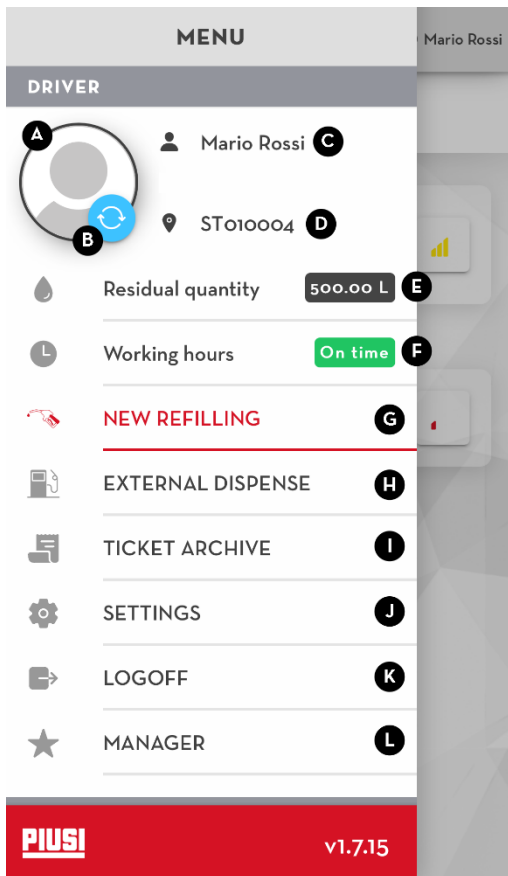 MENU
Mario Rossi
DRIVER
A
Mario Rossi C
B
ST010004 D
Residual quantity 500.00 L E
Working hours On time F
NEW REFILLING G
EXTERNAL DISPENSE H
TICKET ARCHIVE I
SETTINGS J
LOGOFF K
MANAGER L
PIUSI v1.7.15